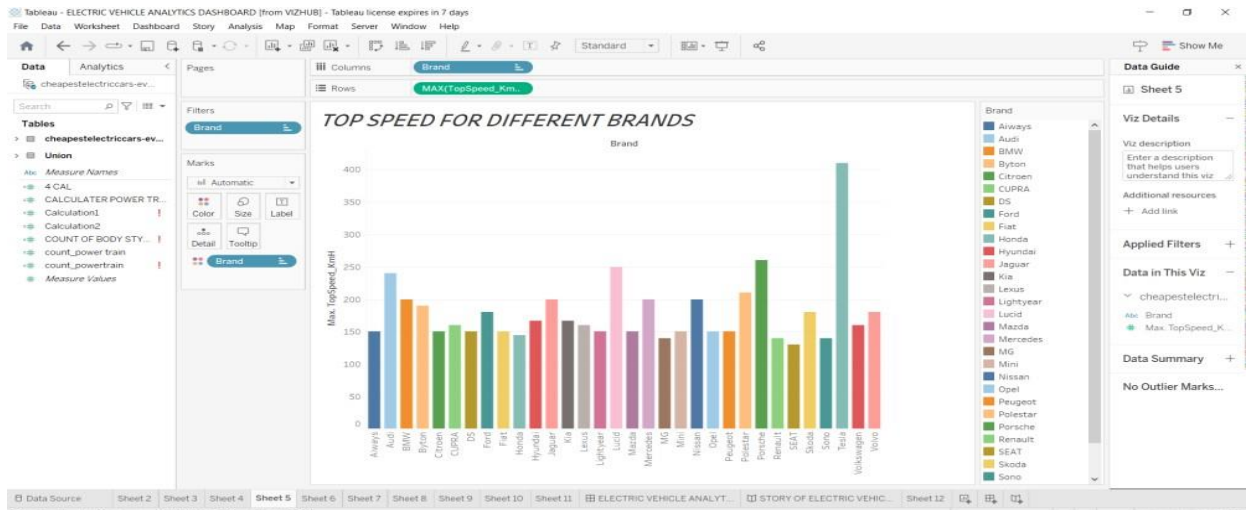 Tableau - ELECTRIC VEHICLE ANALYTICS DASHBOARD [from VIZHUB] - Tableau license expires in 7 days
File Data Worksheet Dashboard Story Analysis Map Format Server Window Help
Standard
Show Me
Data Analytics
cheapestelectriccars-ev...
Search
Tables
cheapestelectriccars-ev...
Union
Abc Measure Names
4 CAL
CALCULATER POWER TR...
Calculation1 !
Calculation2
COUNT OF BODY STY... !
count_power train
count_powertrain !
Measure Values
Pages
Filters
Brand
Marks
Automatic
Color Size Label
Detail Tooltip
Brand
Columns Brand
Rows MAX(TopSpeed_Km..
TOP SPEED FOR DIFFERENT BRANDS
Brand
Max. TopSpeed_KmH
400
350
300
250
200
150
100
50
0
Aiways
Audi
BMW
Byton
Citroen
CUPRA
DS
Ford
Fiat
Honda
Hyundai
Jaguar
Kia
Lexus
Lightyear
Lucid
Mazda
Mercedes
MG
Mini
Nissan
Opel
Peugeot
Polestar
Porsche
Renault
SEAT
Skoda
Sono
Tesla
Volkswagen
Volvo
Brand
Aiways
Audi
BMW
Byton
Citroen
CUPRA
DS
Ford
Fiat
Honda
Hyundai
Jaguar
Kia
Lexus
Lightyear
Lucid
Mazda
Mercedes
MG
Mini
Nissan
Opel
Peugeot
Polestar
Porsche
Renault
SEAT
Skoda
Sono
Data Guide
Sheet 5
Viz Details
Viz description
Enter a description
that helps users
understand this viz
Additional resources
+ Add link
Applied Filters +
Data in This Viz
cheapestelectri...
Abc Brand
Max. TopSpeed_K...
Data Summary +
No Outlier Marks...
Data Source Sheet 2 Sheet 3 Sheet 4 Sheet 5 Sheet 6 Sheet 7 Sheet 8 Sheet 9 Sheet 10 Sheet 11 ELECTRIC VEHICLE ANALYT... STORY OF ELECTRIC VEHIC... Sheet 12